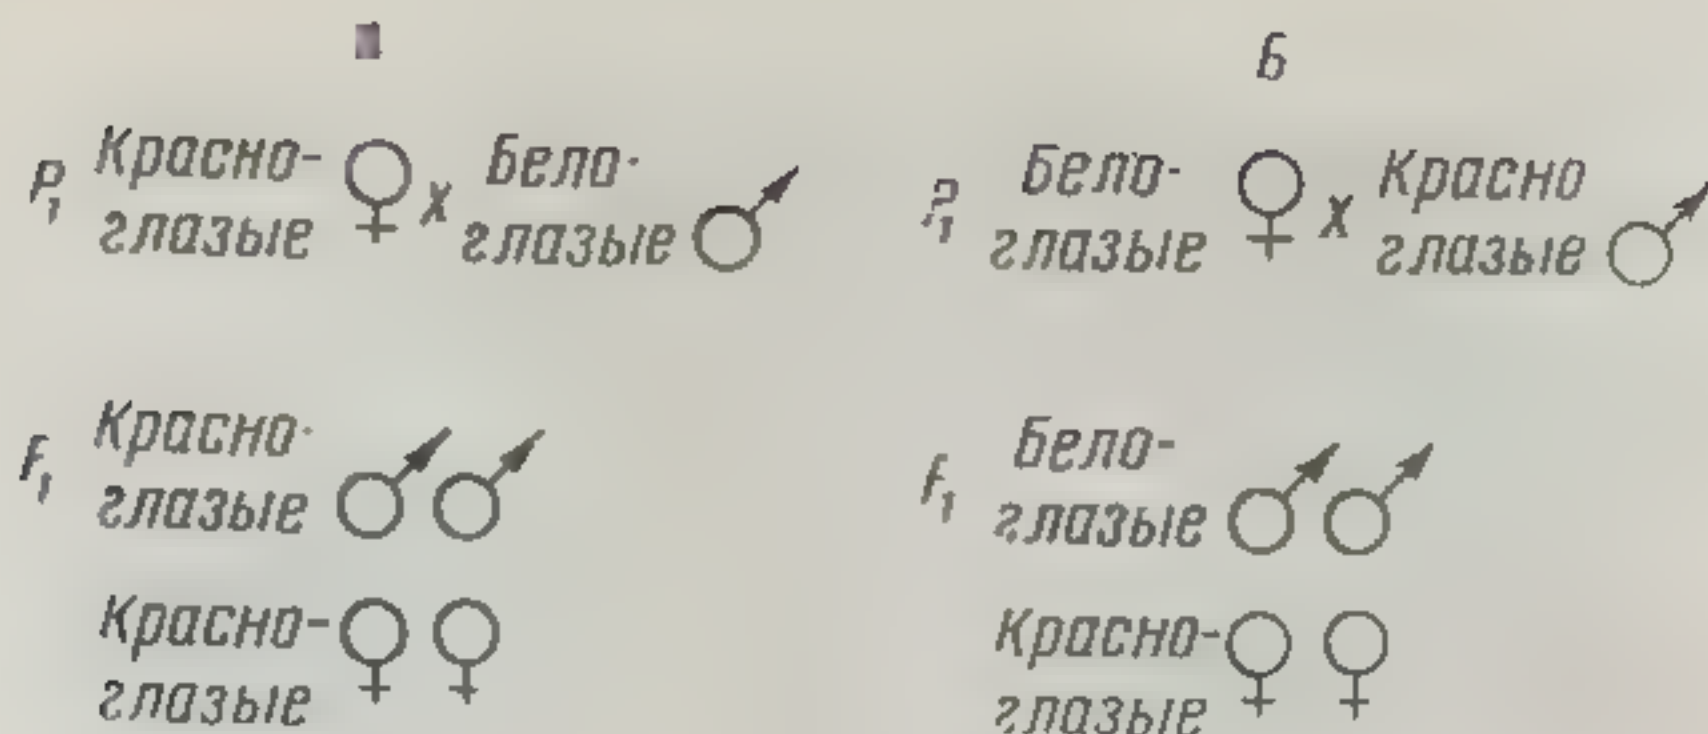 Б
P₁ Красно- ♀ x Бело- ♂
глазые глазые
P₁ Бело- ♀ x Красно ♂
глазые глазые
F₁ Красно- ♂ ♂
глазые
Красно- ♀ ♀
глазые
F₁ Бело- ♂ ♂
глазые
Красно- ♀ ♀
глазые